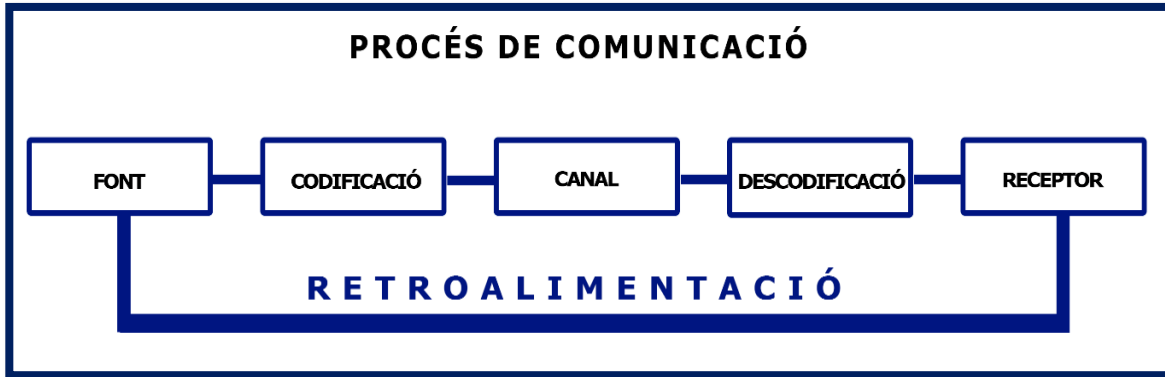 PROCÉS DE COMUNICACIÓ
FONT
CODIFICACIÓ
CANAL
DESCODIFICACIÓ
RECEPTOR
RETROALIMENTACIÓ